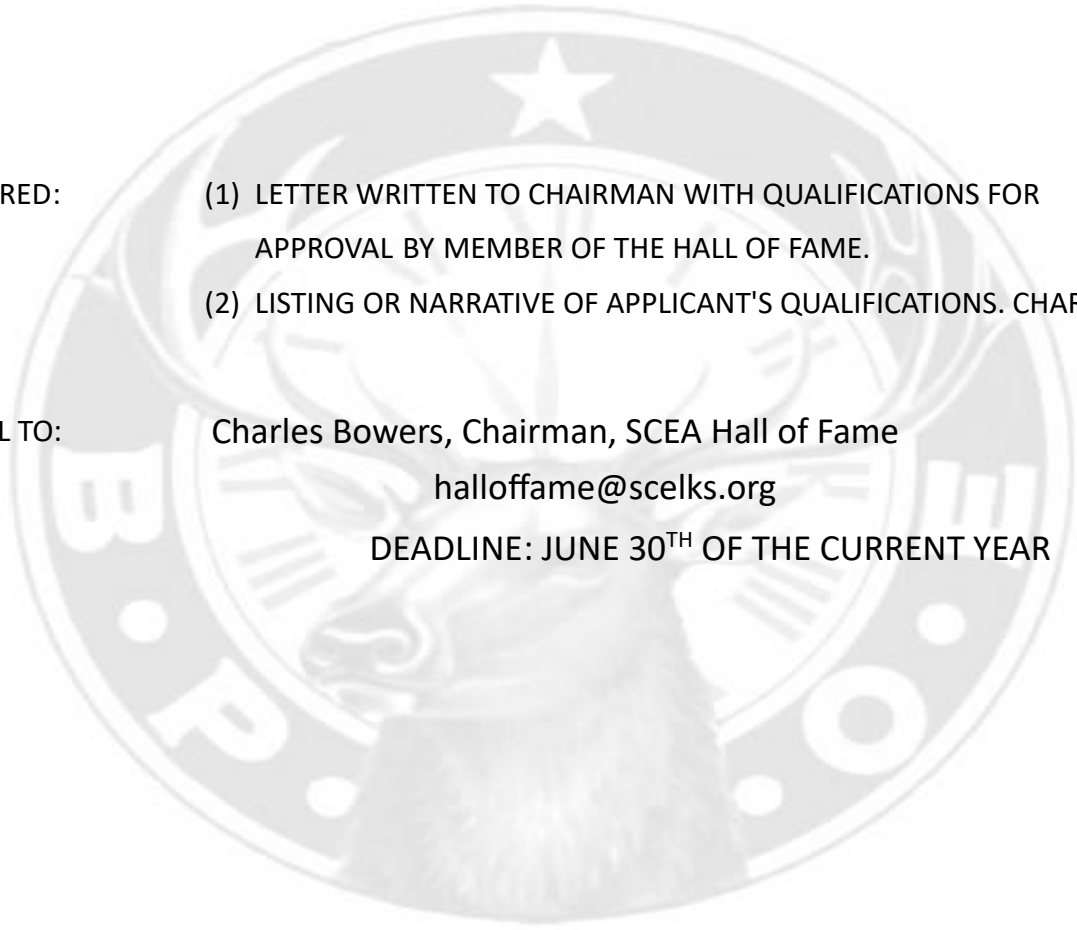 RED: (1) LETTER WRITTEN TO CHAIRMAN WITH QUALIFICATIONS FOR
APPROVAL BY MEMBER OF THE HALL OF FAME.
(2) LISTING OR NARRATIVE OF APPLICANT'S QUALIFICATIONS. CHAR
L TO: Charles Bowers, Chairman, SCEA Hall of Fame
halloffame@scelks.org
DEADLINE: JUNE 30TH OF THE CURRENT YEAR
B P O E